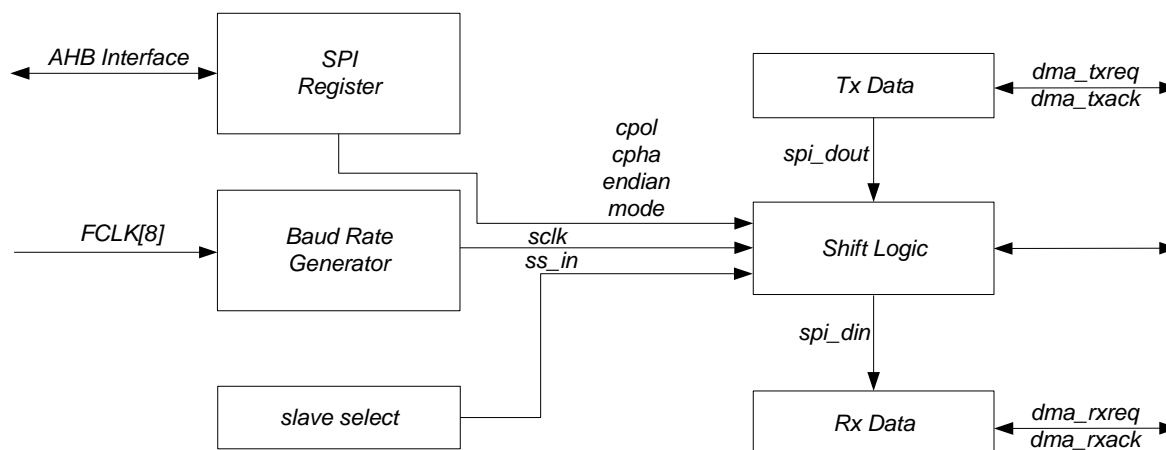 AHB Interface
SPI
Register
Tx Data
dma_txreq
dma_txack
cpol
cpha
endian
mode
spi_dout
FCLK[8]
Baud Rate
Generator
sclk
ss_in
Shift Logic
spi_din
slave select
Rx Data
dma_rxreq
dma_rxack